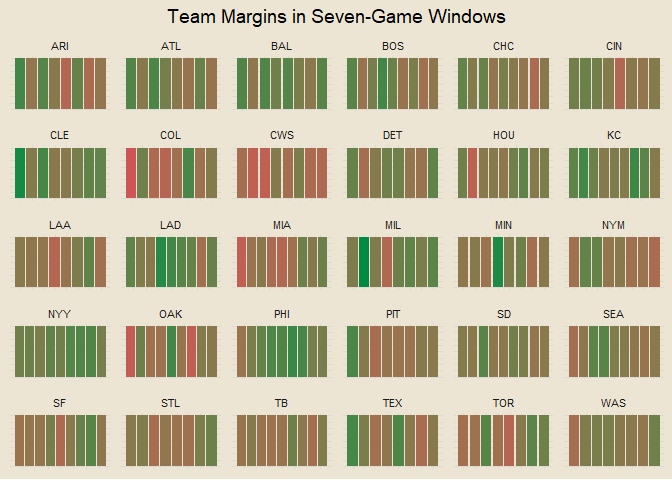 Team Margins in Seven-Game Windows
ARI ATL BAL BOS CHC CIN
CLE COL CWS DET HOU KC
LAA LAD MIA MIL MIN NYM
NYY OAK PHI PIT SD SEA
SF STL TB TEX TOR WAS